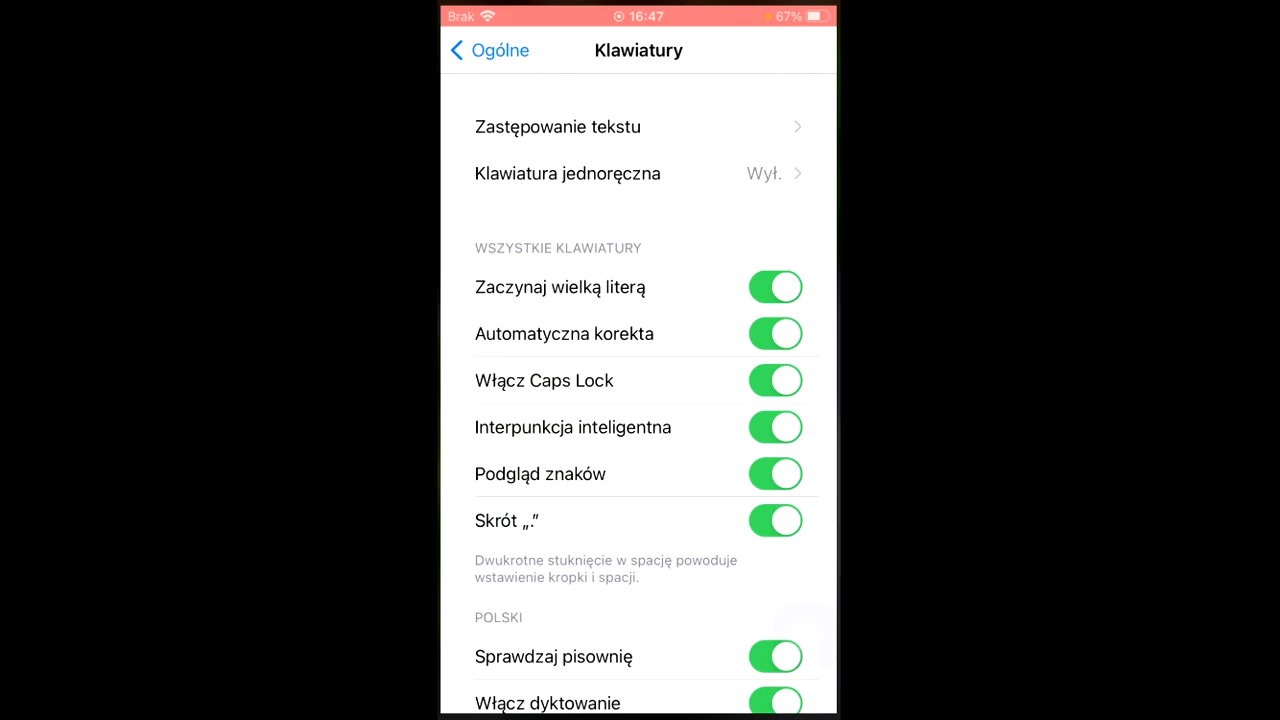 Brak 16:47 67%
Ogólne Klawiatury
Zastępowanie tekstu
Klawiatura jednoręczna Wył.
WSZYSTKIE KLAWIATURY
Zaczynaj wielką literą
Automatyczna korekta
Włącz Caps Lock
Interpunkcja inteligentna
Podgląd znaków
Skrót „.”
Dwukrotne stuknięcie w spację powoduje
wstawienie kropki i spacji.
POLSKI
Sprawdzaj pisownię
Włącz dyktowanie